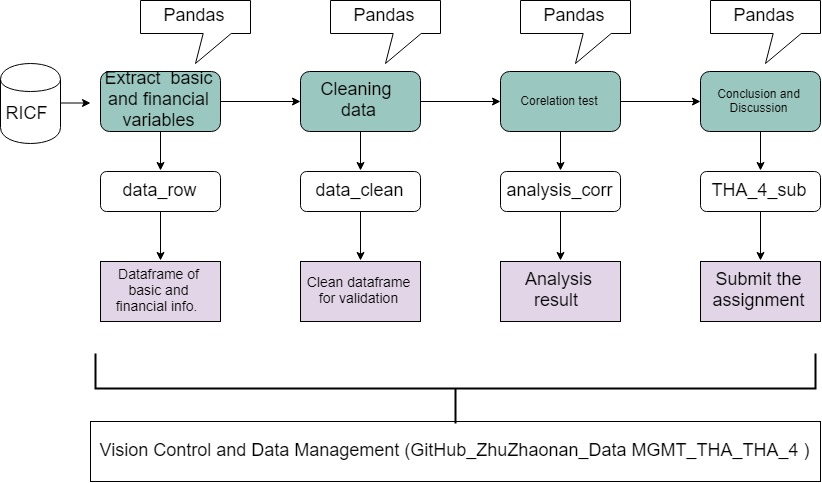 Pandas
Pandas
Pandas
Pandas
RICF
Extract basic
and financial
variables
Cleaning
data
Corelation test
Conclusion and
Discussion
data_row
data_clean
analysis_corr
THA_4_sub
Dataframe of
basic and
financial info.
Clean dataframe
for validation
Analysis
result
Submit the
assignment
Vision Control and Data Management (GitHub_ZhuZhaonan_Data MGMT_THA_THA_4 )